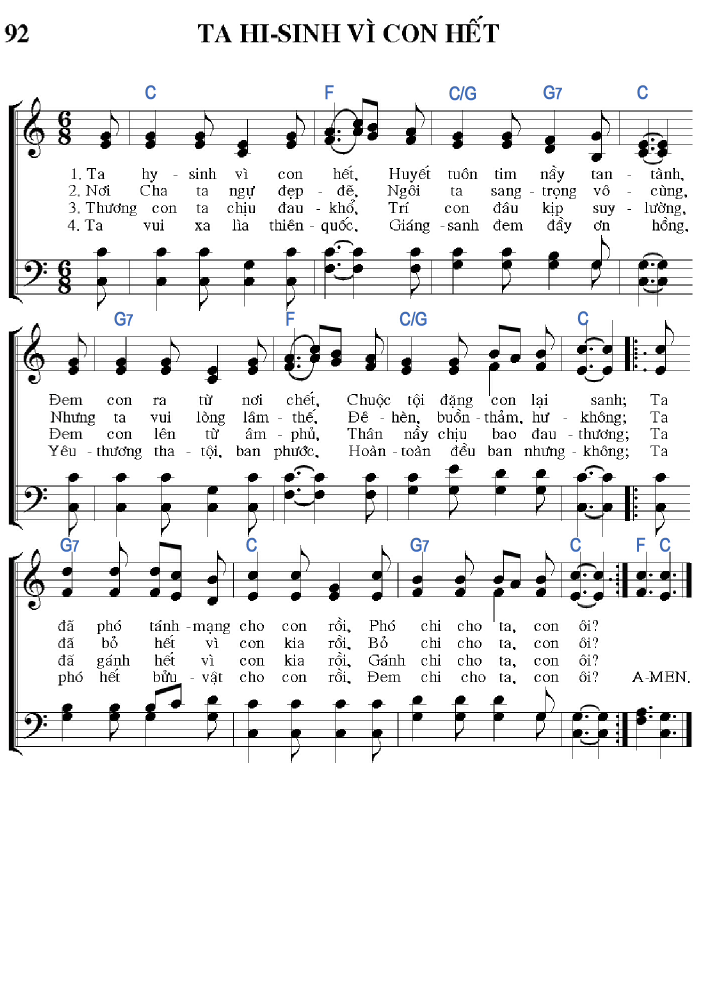 92 TA HI-SINH VÌ CON HẾT
C F C/G G7 C
1. Ta hy - sinh vì con hết, Huyết tuôn tim nầy tan - tành,
2. Nơi Cha ta ngự đẹp - đẽ, Ngôi ta sang - trọng vô - cùng,
3. Thương con ta chịu đau - khổ, Trí con đâu kịp suy - lường,
4. Ta vui xa lìa thiên - quốc, Giáng - sanh đem đầy ơn hồng,
G7 F C/G C
Đem con ra từ nơi chết, Chuộc tội đặng con lại sanh; Ta
Nhưng ta vui lòng lâm - thế, Đê - hèn, buồn - thảm, hư - không; Ta
Đem con lên từ âm - phủ, Thân nầy chịu bao đau - thương; Ta
Yêu - thương tha - tội, ban phước, Hoàn - toàn đều ban nhưng - không; Ta
G7 C G7 C F C
đã phó tánh - mạng cho con rồi, Phó chi cho ta, con ôi?
đã bỏ hết vì con kia rồi, Bỏ chi cho ta, con ôi?
đã gánh hết vì con kia rồi, Gánh chi cho ta, con ôi?
phó hết bửu - vật cho con rồi, Đem chi cho ta, con ôi? A-MEN.